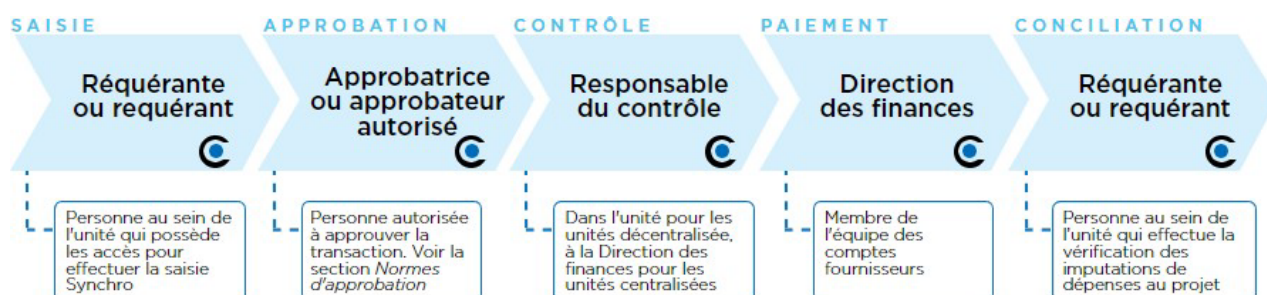 SAISIE
Réquérante
ou requérant
Personne au sein de
l'unité qui possède
les accès pour
effectuer la saisie
Synchro
APPROBATION
Approbatrice
ou approbateur
autorisé
Personne autorisée
à approuver la
transaction. Voir la
section Normes
d'approbation
CONTRÔLE
Responsable
du contrôle
Dans l'unité pour les
unités décentralisée,
à la Direction des
finances pour les
unités centralisées
PAIEMENT
Direction
des finances
Membre de
l'équipe des
comptes
fournisseurs
CONCILIATION
Réquérante
ou requérant
Personne au sein de
l'unité qui effectue la
vérification des
imputations de
dépenses au projet